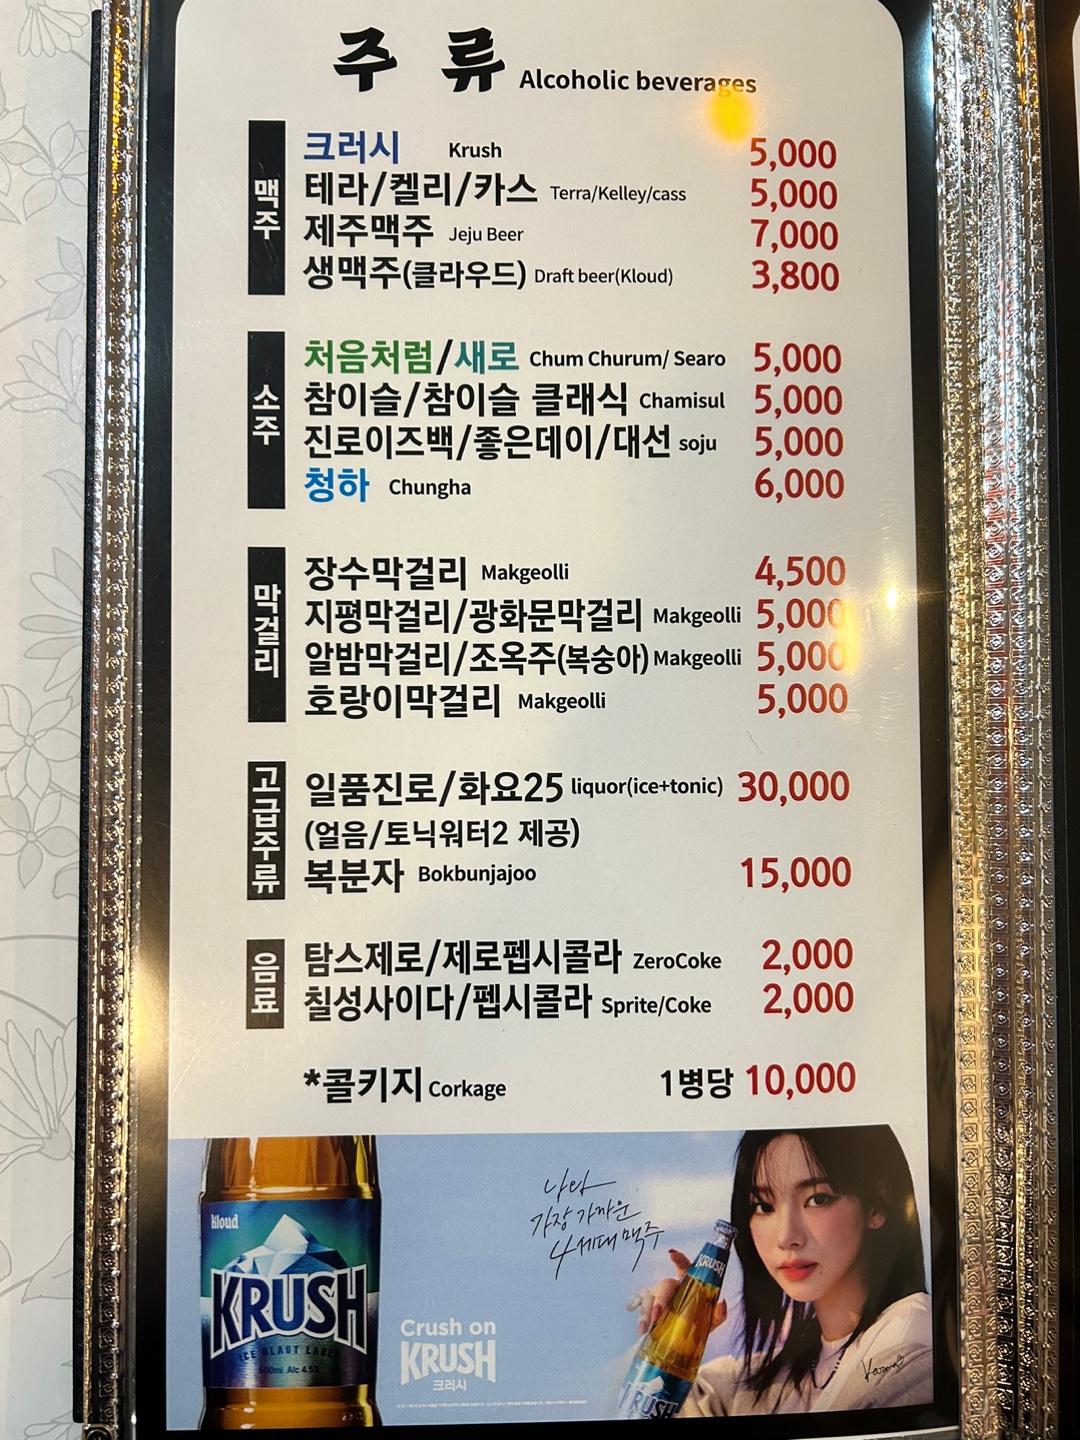 주 류 Alcoholic beverages
맥주
크러시 Krush 5,000
테라/켈리/카스 Terra/Kelley/cass 5,000
제주맥주 Jeju Beer 7,000
생맥주(클라우드) Draft beer(Kloud) 3,800
소주
처음처럼/새로 Chum Churum/ Searo 5,000
참이슬/참이슬 클래식 Chamisul 5,000
진로이즈백/좋은데이/대선 soju 5,000
청하 Chungha 6,000
막걸리
장수막걸리 Makgeolli 4,500
지평막걸리/광화문막걸리 Makgeolli 5,000
알밤막걸리/조옥주(복숭아) Makgeolli 5,000
호랑이막걸리 Makgeolli 5,000
고급주류
일품진로/화요25 liquor(ice+tonic) 30,000
(얼음/토닉워터2 제공)
복분자 Bokbunjajoo 15,000
음료
탐스제로/제로펩시콜라 ZeroCoke 2,000
칠성사이다/펩시콜라 Sprite/Coke 2,000
*콜키지 Corkage 1병당 10,000
kloud
KRUSH
ICE BLAST LAGER
500ml Alc 4.5%
나와
가장 가까운
4세대 맥주
Crush on
KRUSH
크러시
KRUSH
KRUSH